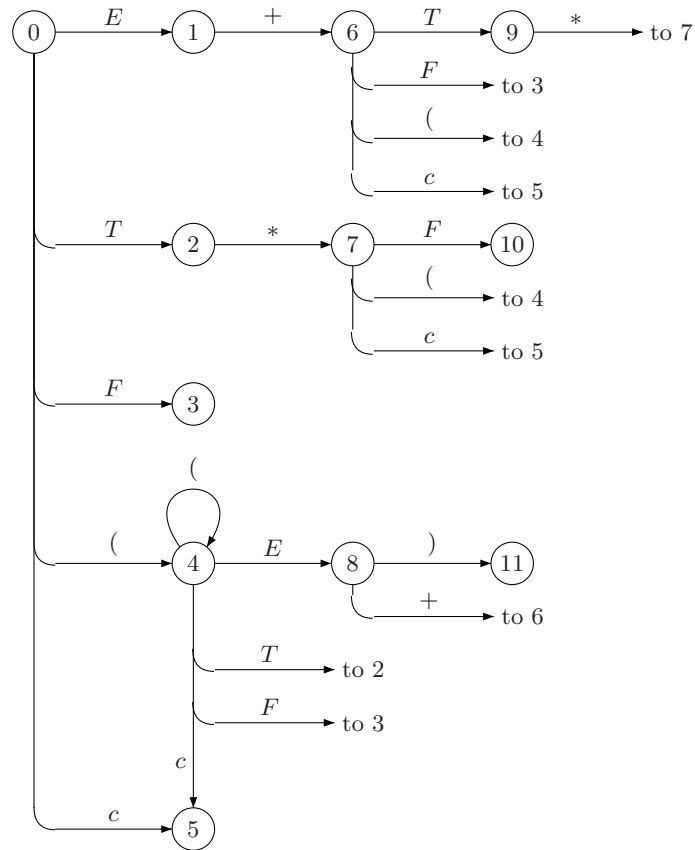 0 E 1 + 6 T 9 * to 7
F to 3
( to 4
c to 5
T 2 * 7 F 10
( to 4
c to 5
F 3
(
( 4 E 8 ) 11
+ to 6
T to 2
F to 3
c
c 5